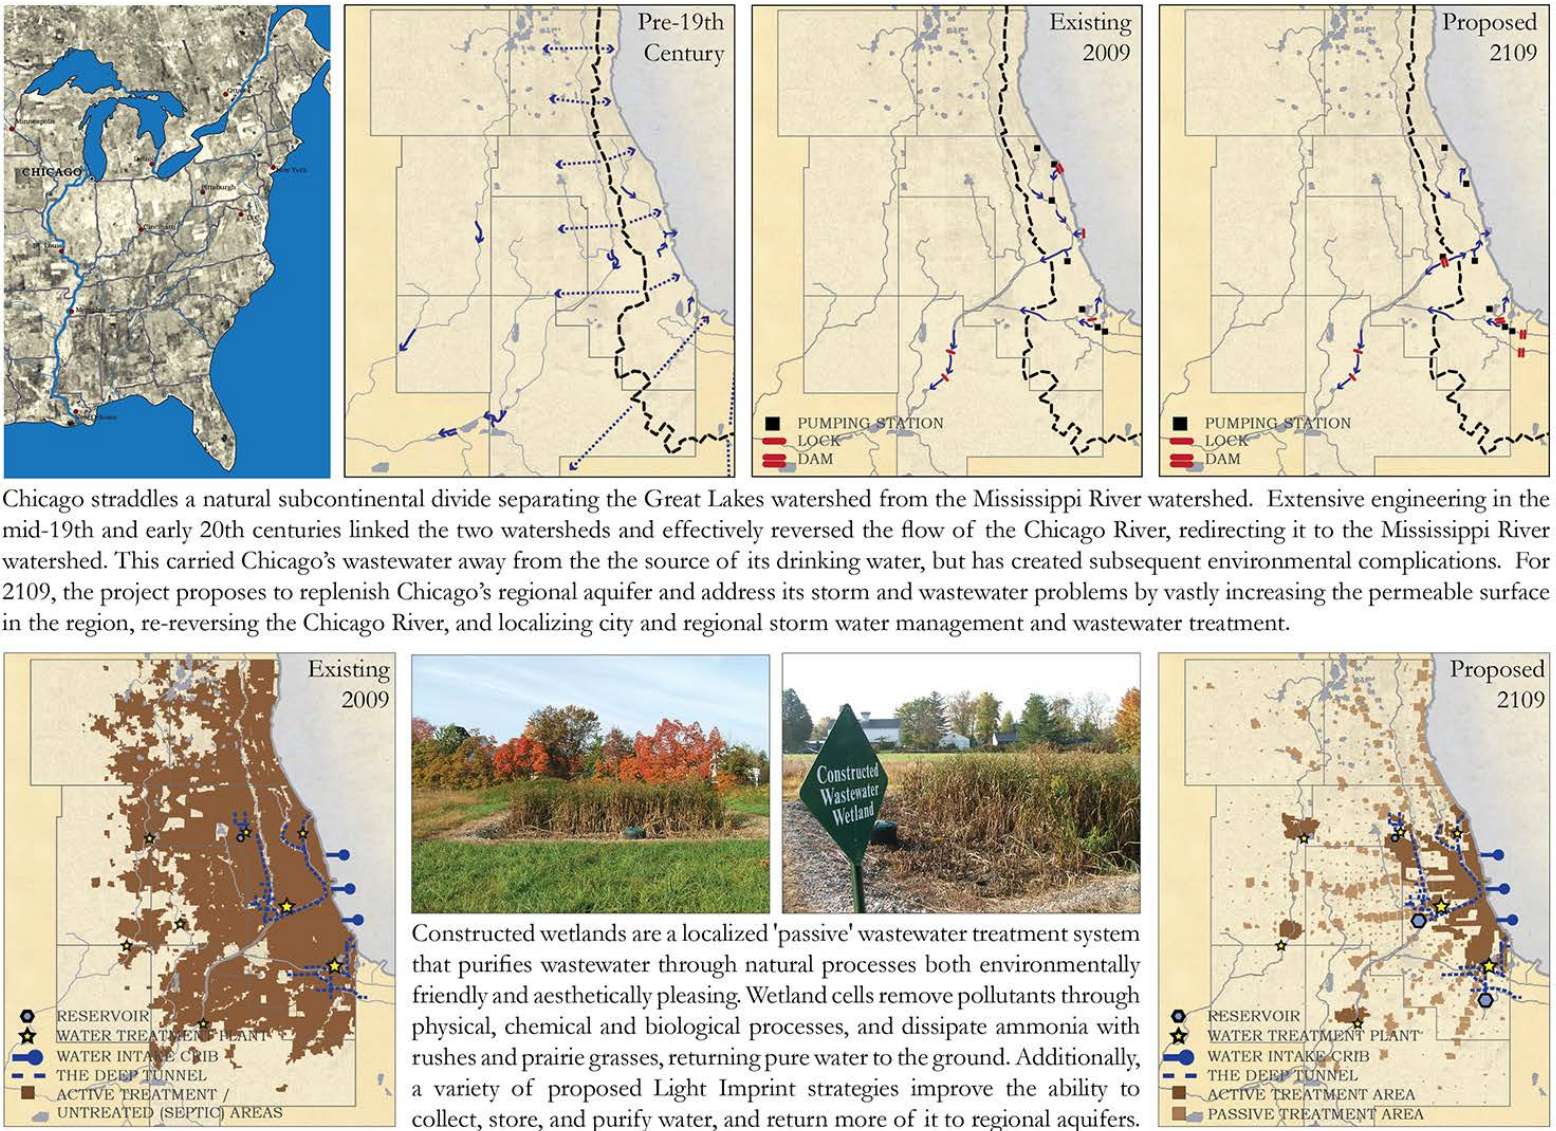 Minneapolis
Ottawa
CHICAGO
Detroit
New York
Pittsburgh
Cincinnati
St. Louis
New Orleans
Pre-19th
Century
Existing
2009
PUMPING STATION
LOCK
DAM
Proposed
2109
PUMPING STATION
LOCK
DAM
Chicago straddles a natural subcontinental divide separating the Great Lakes watershed from the Mississippi River watershed. Extensive engineering in the
mid-19th and early 20th centuries linked the two watersheds and effectively reversed the flow of the Chicago River, redirecting it to the Mississippi River
watershed. This carried Chicago's wastewater away from the the source of its drinking water, but has created subsequent environmental complications. For
2109, the project proposes to replenish Chicago's regional aquifer and address its storm and wastewater problems by vastly increasing the permeable surface
in the region, re-reversing the Chicago River, and localizing city and regional storm water management and wastewater treatment.
Existing
2009
RESERVOIR
WATER TREATMENT PLANT
WATER INTAKE CRIB
THE DEEP TUNNEL
ACTIVE TREATMENT /
UNTREATED (SEPTIC) AREAS
Constructed
Wastewater
Wetland
Constructed wetlands are a localized 'passive' wastewater treatment system
that purifies wastewater through natural processes both environmentally
friendly and aesthetically pleasing. Wetland cells remove pollutants through
physical, chemical and biological processes, and dissipate ammonia with
rushes and prairie grasses, returning pure water to the ground. Additionally,
a variety of proposed Light Imprint strategies improve the ability to
collect, store, and purify water, and return more of it to regional aquifers.
Proposed
2109
RESERVOIR
WATER TREATMENT PLANT
WATER INTAKE CRIB
THE DEEP TUNNEL
ACTIVE TREATMENT AREA
PASSIVE TREATMENT AREA